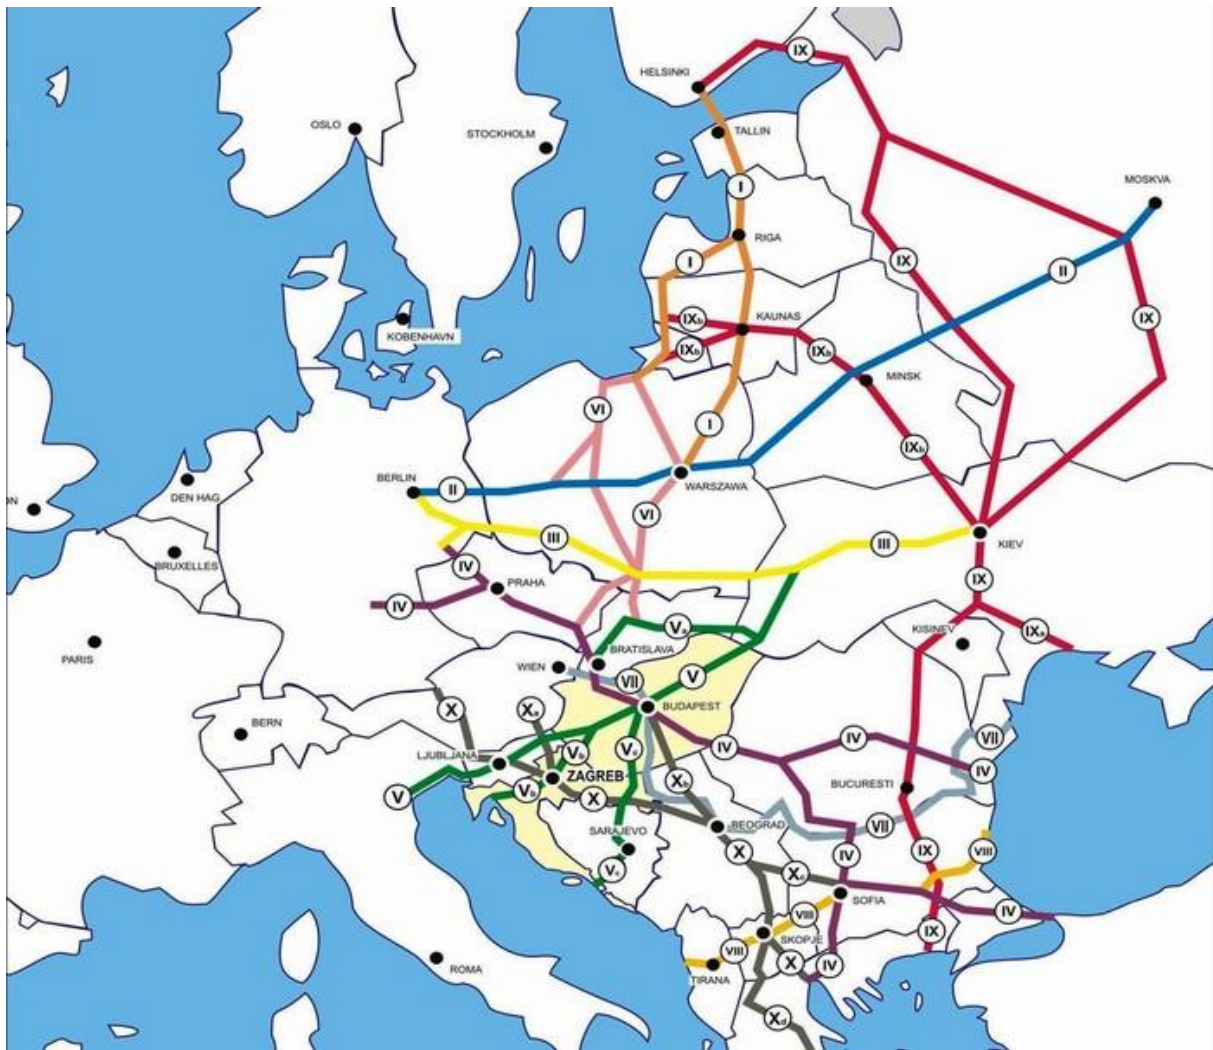 IX
HELSINKI
OSLO
STOCKHOLM
TALLIN
MOSKVA
I
RIGA
I
IX
II
IXb
KAUNAS
IX
KOBENHAVN
IXb
IXb
MINSK
VI
I
IXb
BERLIN
II
WARSZAWA
DEN HAG
ON
VI
III
III
KIEV
BRUXELLES
IV
PRAHA
IX
IV
PARIS
Va
KISINEV
IXa
BRATISLAVA
WIEN
VII
V
X
Xa
BUDAPEST
BERN
IV
IV
VII
LJUBLJANA
Vb
Vc
ZAGREB
Xb
IV
V
Vb
X
BUCURESTI
SARAJEVO
BEOGRAD
VII
X
IV
IX
VIII
Vc
Xc
SOFIA
VIII
IV
SKOPJE
IX
VIII
ROMA
TIRANA
X
IV
Xd